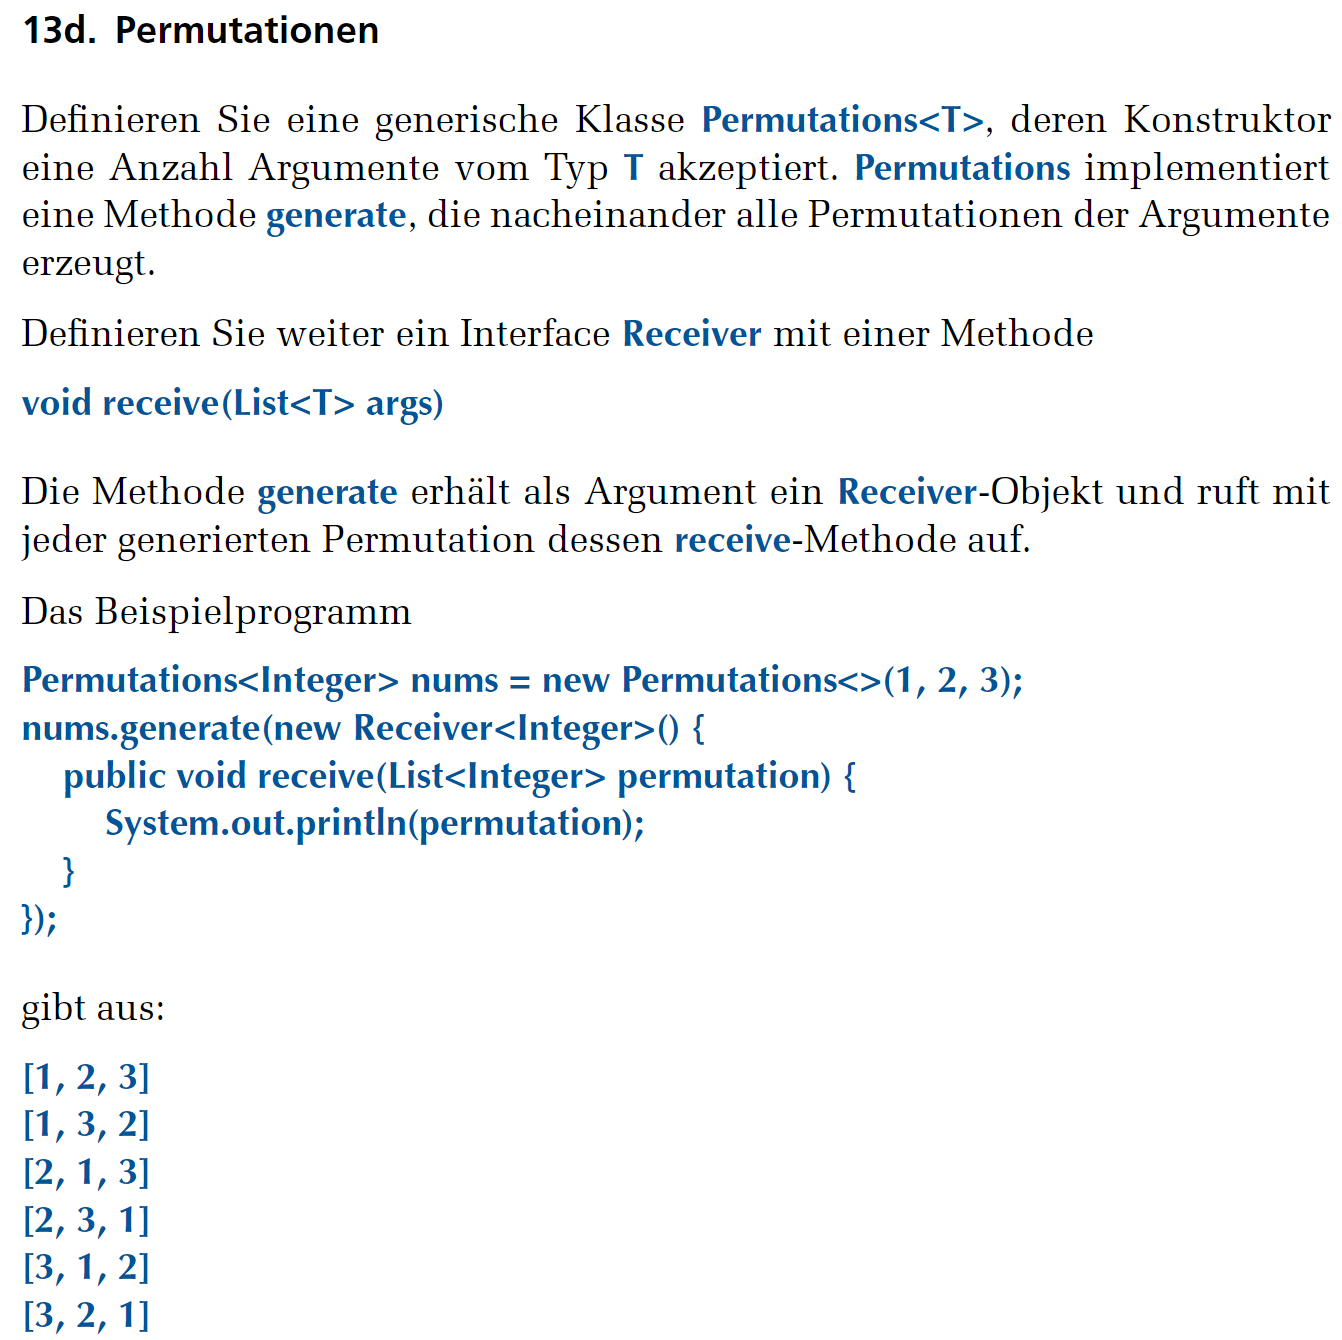 13d. Permutationen
Definieren Sie eine generische Klasse Permutations<T>, deren Konstruktor
eine Anzahl Argumente vom Typ T akzeptiert. Permutations implementiert
eine Methode generate, die nacheinander alle Permutationen der Argumente
erzeugt.
Definieren Sie weiter ein Interface Receiver mit einer Methode
void receive(List<T> args)
Die Methode generate erhält als Argument ein Receiver-Objekt und ruft mit
jeder generierten Permutation dessen receive-Methode auf.
Das Beispielprogramm
Permutations<Integer> nums = new Permutations<>(1, 2, 3);
nums.generate(new Receiver<Integer>() {
    public void receive(List<Integer> permutation) {
        System.out.println(permutation);
    }
});
gibt aus:
[1, 2, 3]
[1, 3, 2]
[2, 1, 3]
[2, 3, 1]
[3, 1, 2]
[3, 2, 1]